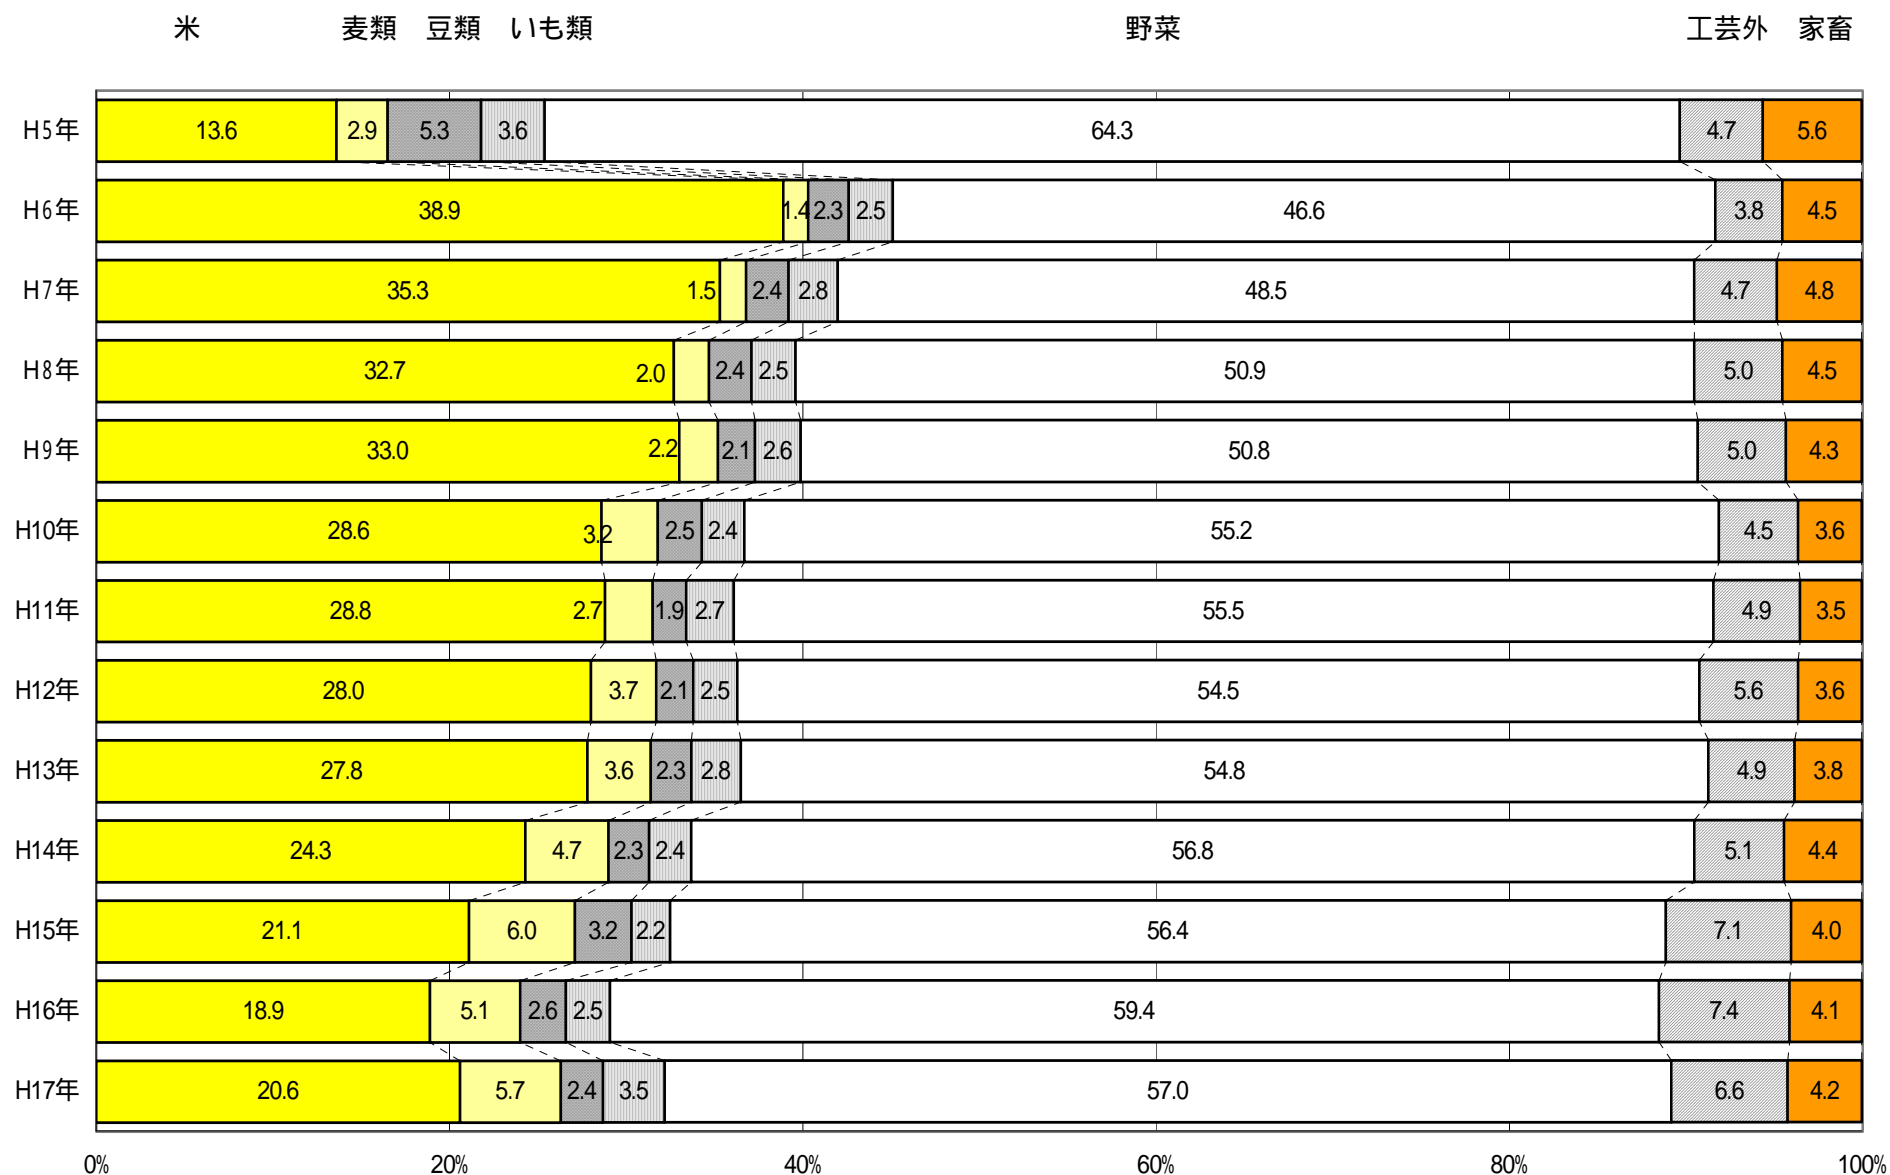 米 麦類 豆類 いも類 野菜 工芸外 家畜
H5年 13.6 2.9 5.3 3.6 64.3 4.7 5.6
H6年 38.9 1.4 2.3 2.5 46.6 3.8 4.5
H7年 35.3 1.5 2.4 2.8 48.5 4.7 4.8
H8年 32.7 2.0 2.4 2.5 50.9 5.0 4.5
H9年 33.0 2.2 2.1 2.6 50.8 5.0 4.3
H10年 28.6 3.2 2.5 2.4 55.2 4.5 3.6
H11年 28.8 2.7 1.9 2.7 55.5 4.9 3.5
H12年 28.0 3.7 2.1 2.5 54.5 5.6 3.6
H13年 27.8 3.6 2.3 2.8 54.8 4.9 3.8
H14年 24.3 4.7 2.3 2.4 56.8 5.1 4.4
H15年 21.1 6.0 3.2 2.2 56.4 7.1 4.0
H16年 18.9 5.1 2.6 2.5 59.4 7.4 4.1
H17年 20.6 5.7 2.4 3.5 57.0 6.6 4.2
0% 20% 40% 60% 80% 100%